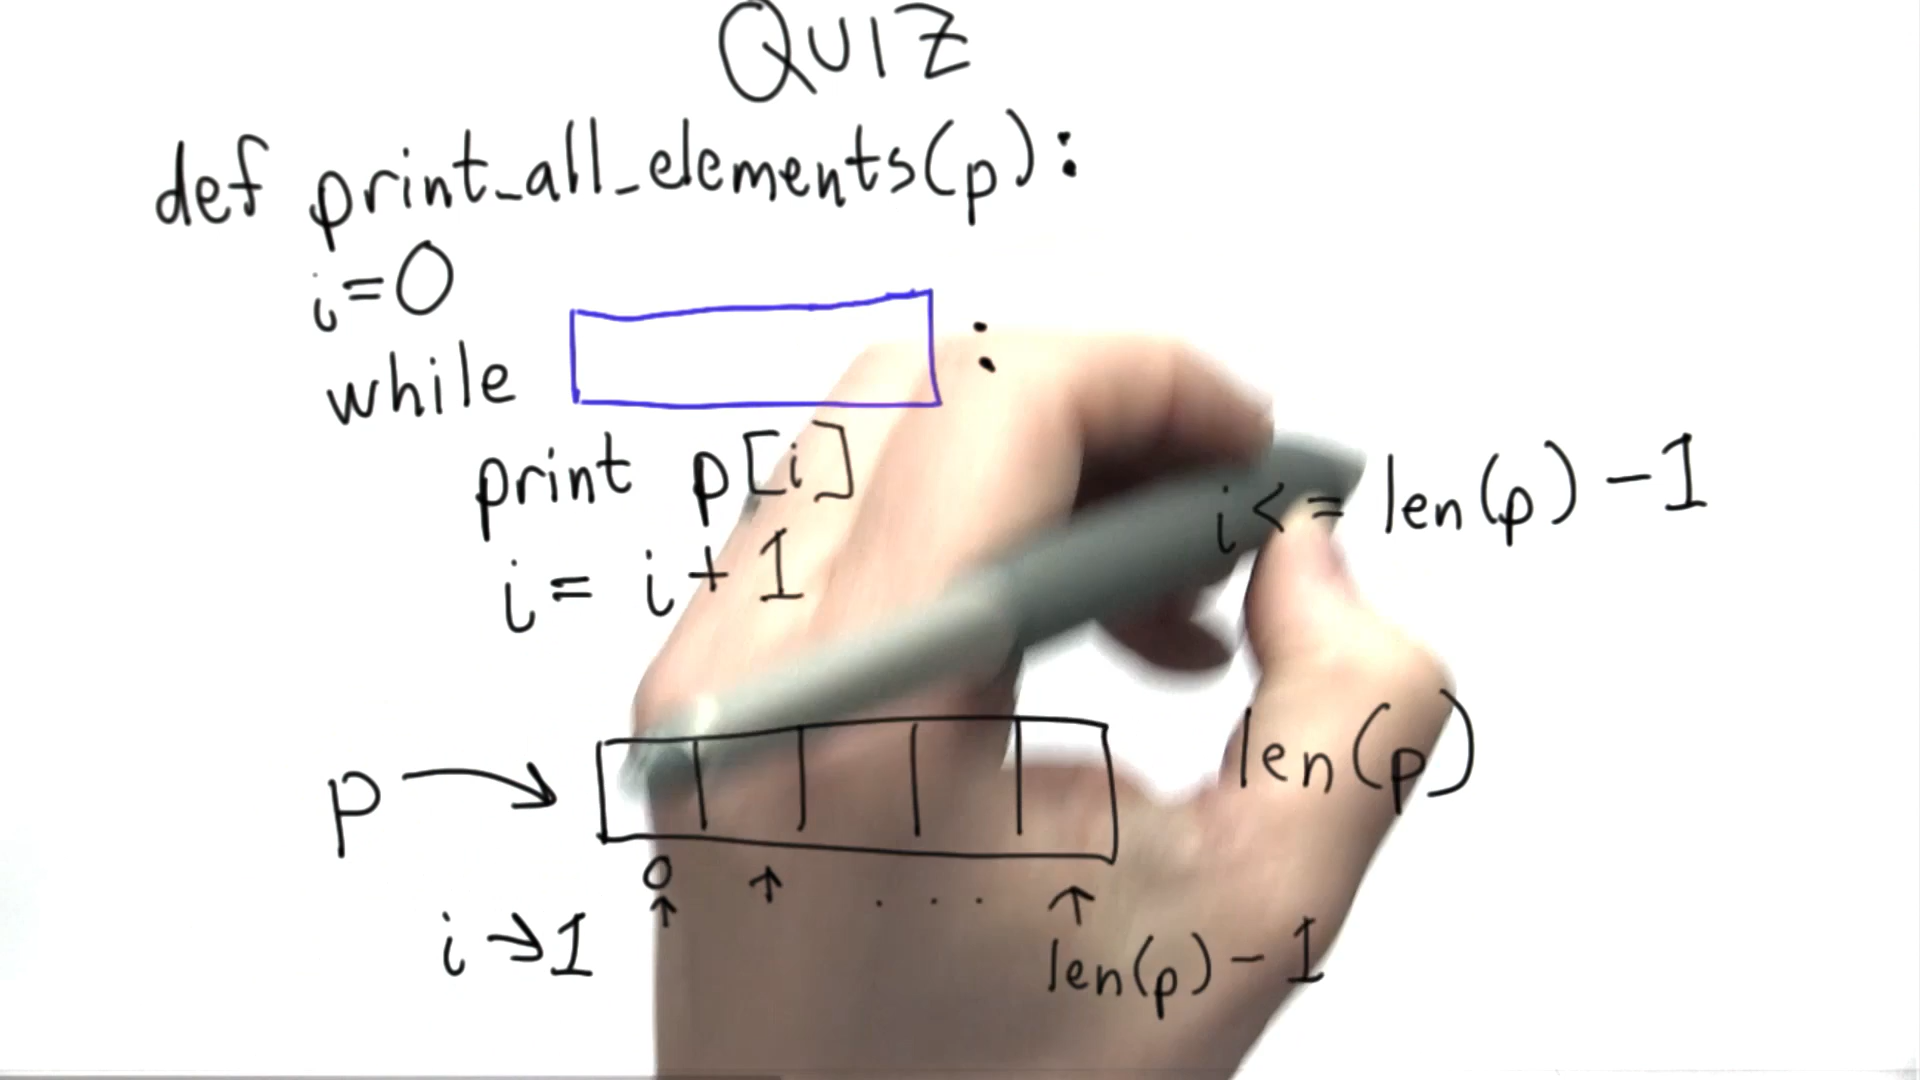 QUIZ
def print_all_elements(p):
i=0
while :
print p[i]
i = i + 1
i <= len(p) - 1
p → len(p)
0 ↑ ↑ . . . ↑
i → 1
len(p) - 1